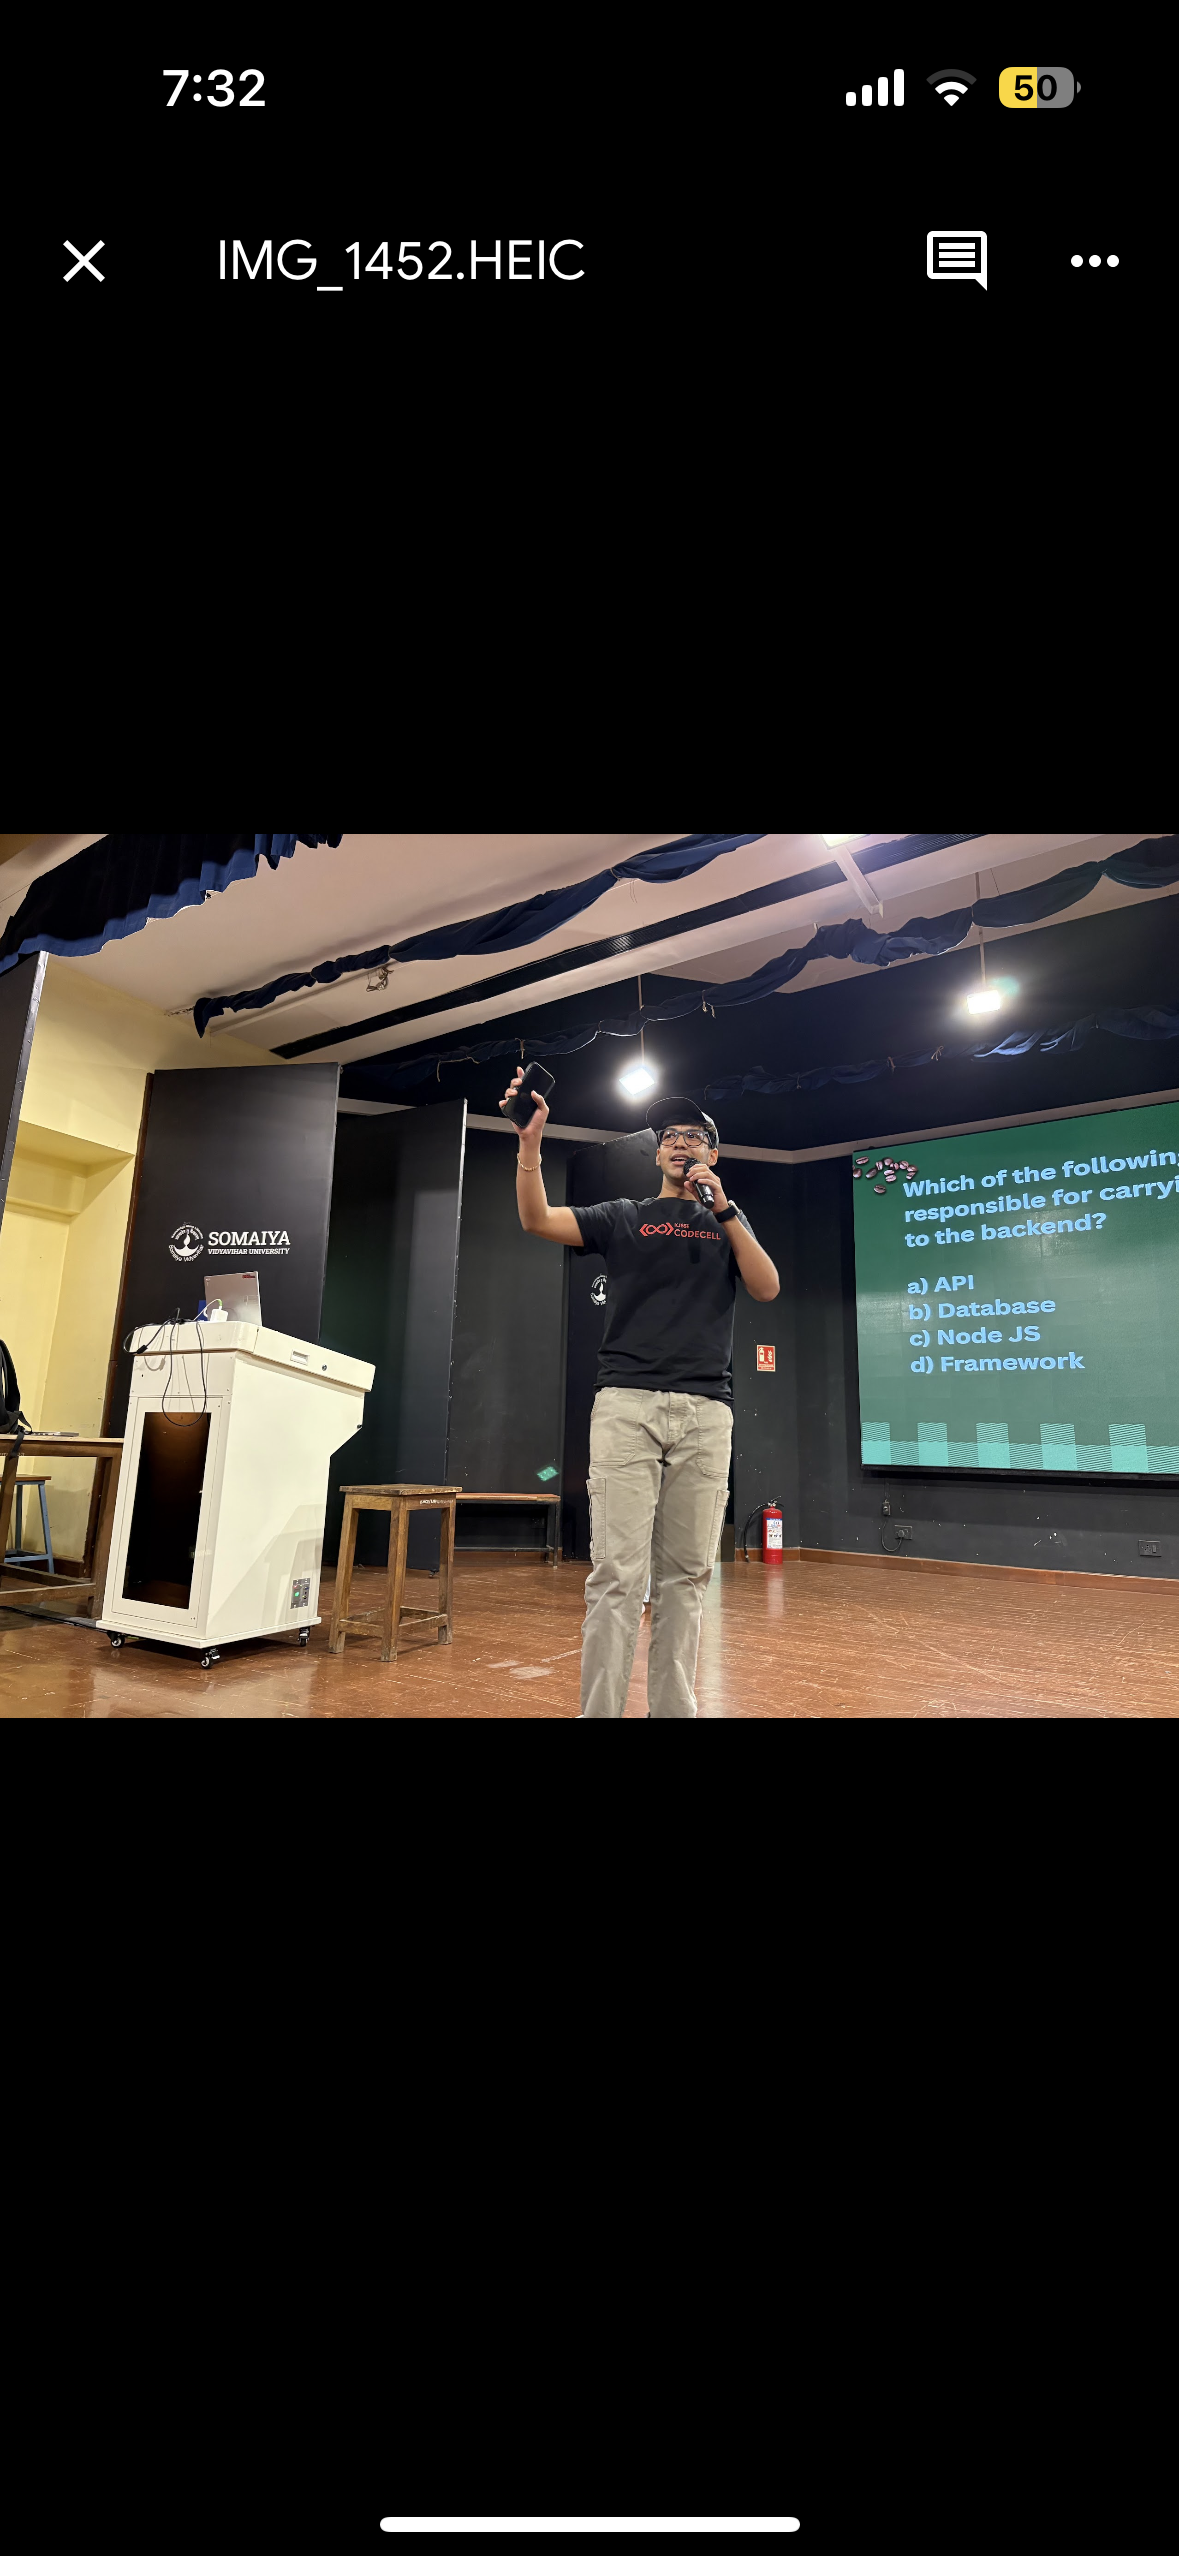 7:32
50
IMG_1452.HEIC
SOMAIYA
VIDYAVIHAR UNIVERSITY
KJSSE
CODECELL
Which of the followin
responsible for carryi
to the backend?
a) API
b) Database
c) Node JS
d) Framework